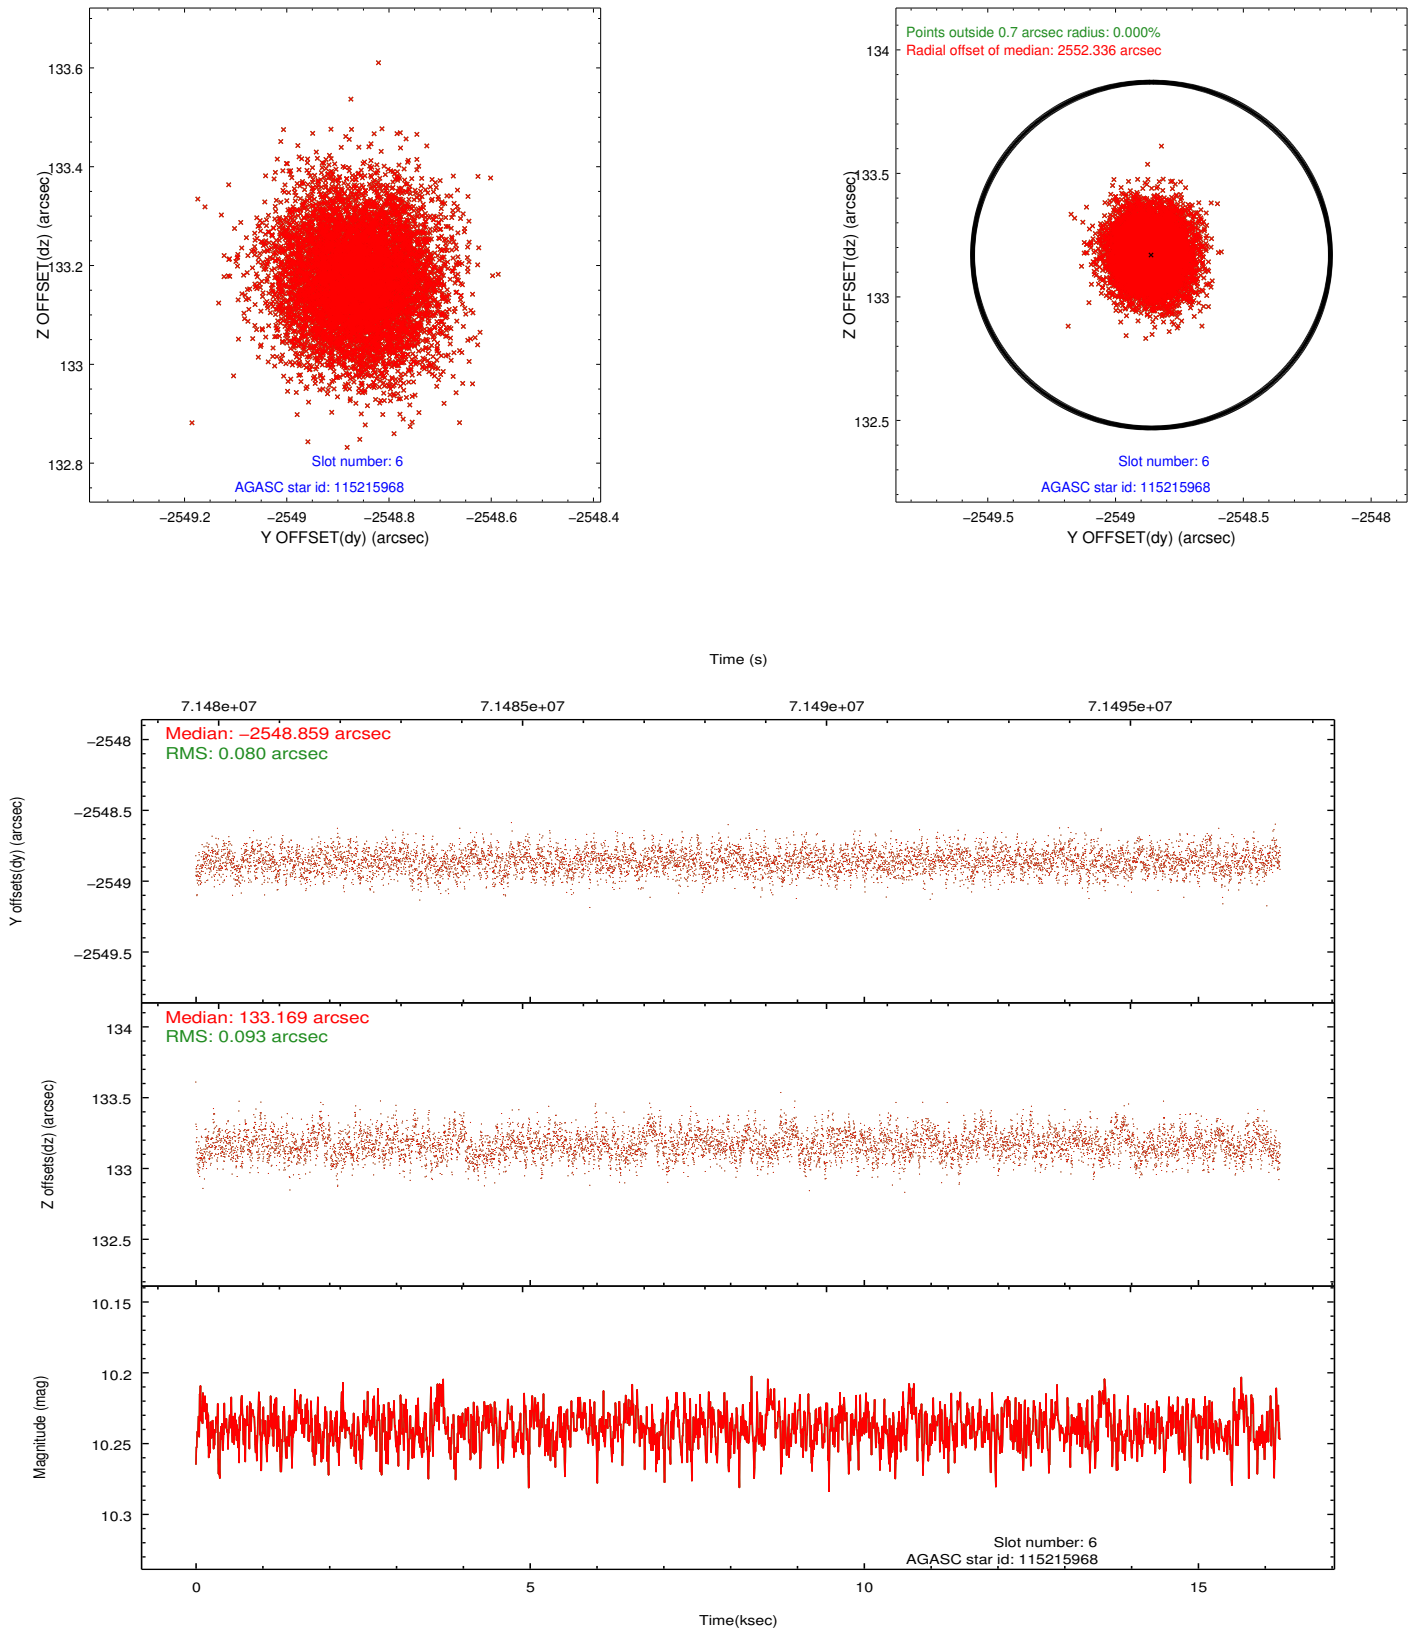 133.6
133.4
133.2
133
132.8
Z OFFSET(dz) (arcsec)
Slot number: 6
AGASC star id: 115215968
−2549.2 −2549 −2548.8 −2548.6 −2548.4
Y OFFSET(dy) (arcsec)
Points outside 0.7 arcsec radius: 0.000%
Radial offset of median: 2552.336 arcsec
134
133.5
133
132.5
Z OFFSET(dz) (arcsec)
Slot number: 6
AGASC star id: 115215968
−2549.5 −2549 −2548.5 −2548
Y OFFSET(dy) (arcsec)
Time (s)
7.148e+07 7.1485e+07 7.149e+07 7.1495e+07
Median: −2548.859 arcsec
RMS: 0.080 arcsec
−2548
−2548.5
−2549
−2549.5
Y offsets(dy) (arcsec)
Median: 133.169 arcsec
RMS: 0.093 arcsec
134
133.5
133
132.5
Z offsets(dz) (arcsec)
10.15
10.2
10.25
10.3
Magnitude (mag)
Slot number: 6
AGASC star id: 115215968
0 5 10 15
Time(ksec)